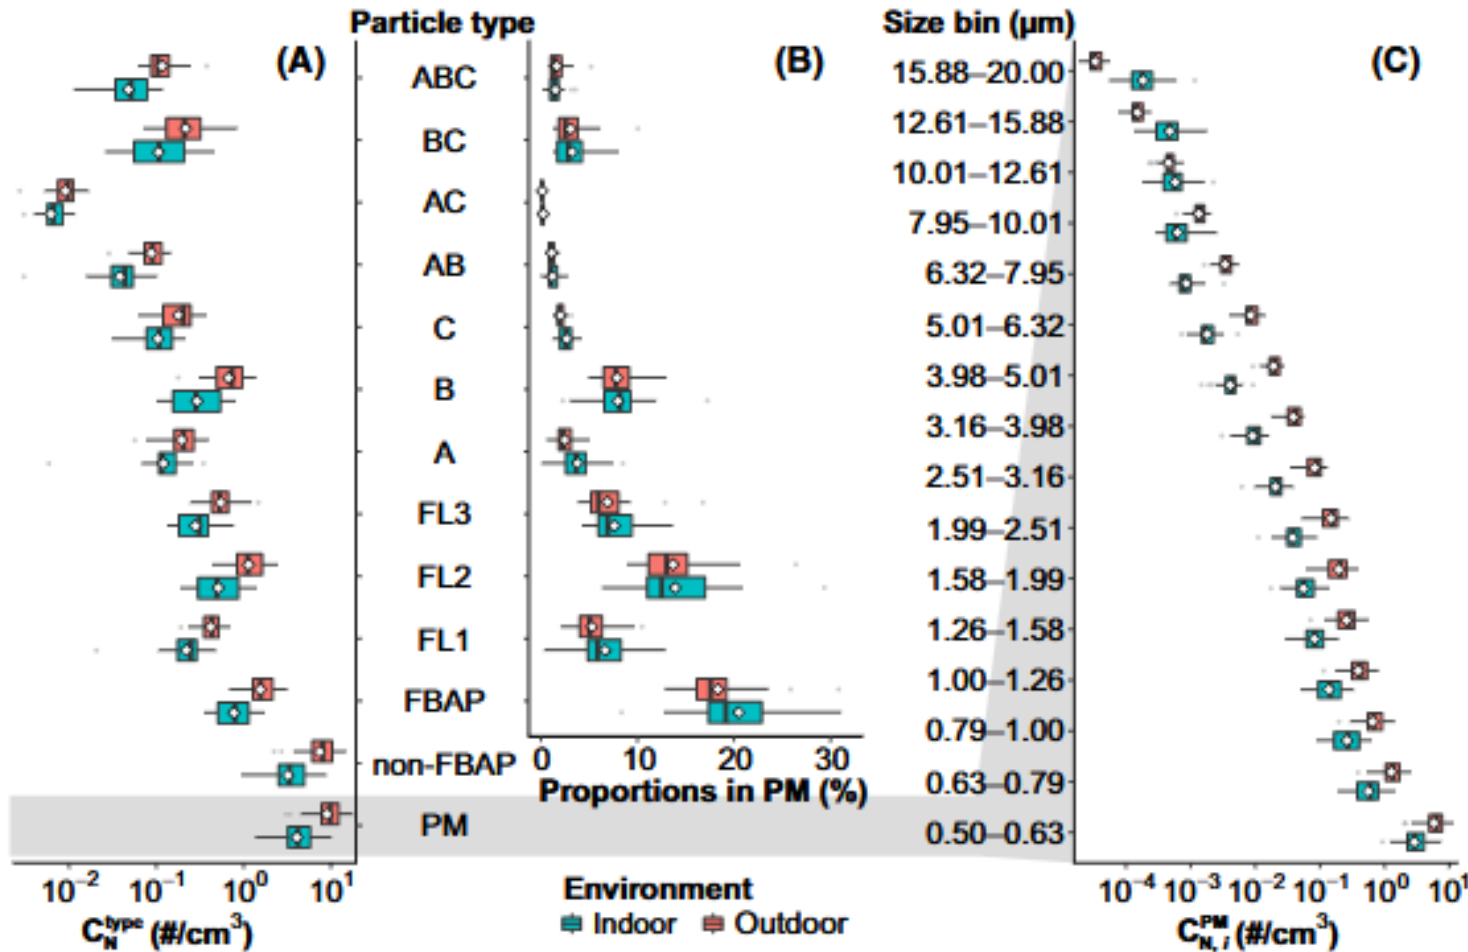 Particle type
Size bin (µm)
(A)
(B)
(C)
ABC
BC
AC
AB
C
B
A
FL3
FL2
FL1
FBAP
non-FBAP
PM
15.88–20.00
12.61–15.88
10.01–12.61
7.95–10.01
6.32–7.95
5.01–6.32
3.98–5.01
3.16–3.98
2.51–3.16
1.99–2.51
1.58–1.99
1.26–1.58
1.00–1.26
0.79–1.00
0.63–0.79
0.50–0.63
0 10 20 30
Proportions in PM (%)
10⁻² 10⁻¹ 10⁰ 10¹
C_N^type (#/cm³)
10⁻⁴ 10⁻³ 10⁻² 10⁻¹ 10⁰ 10¹
C_N,i^PM (#/cm³)
Environment
Indoor Outdoor